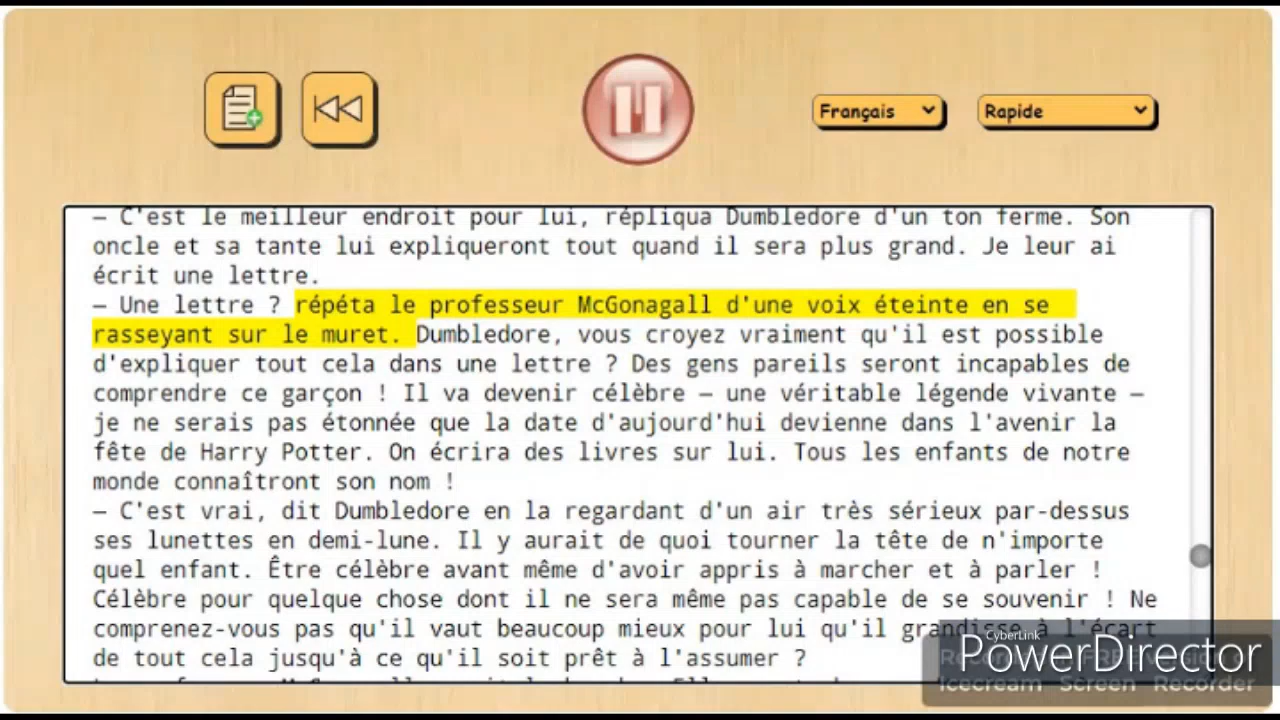 Français
Rapide
– C'est le meilleur endroit pour lui, répliqua Dumbledore d'un ton ferme. Son
oncle et sa tante lui expliqueront tout quand il sera plus grand. Je leur ai
écrit une lettre.
– Une lettre ? répéta le professeur McGonagall d'une voix éteinte en se
rasseyant sur le muret. Dumbledore, vous croyez vraiment qu'il est possible
d'expliquer tout cela dans une lettre ? Des gens pareils seront incapables de
comprendre ce garçon ! Il va devenir célèbre – une véritable légende vivante –
je ne serais pas étonnée que la date d'aujourd'hui devienne dans l'avenir la
fête de Harry Potter. On écrira des livres sur lui. Tous les enfants de notre
monde connaîtront son nom !
– C'est vrai, dit Dumbledore en la regardant d'un air très sérieux par-dessus
ses lunettes en demi-lune. Il y aurait de quoi tourner la tête de n'importe
quel enfant. Être célèbre avant même d'avoir appris à marcher et à parler !
Célèbre pour quelque chose dont il ne sera même pas capable de se souvenir ! Ne
comprenez-vous pas qu'il vaut beaucoup mieux pour lui qu'il grandisse à l'écart
de tout cela jusqu'à ce qu'il soit prêt à l'assumer ?
CyberLink
PowerDirector
Icecream Screen Recorder